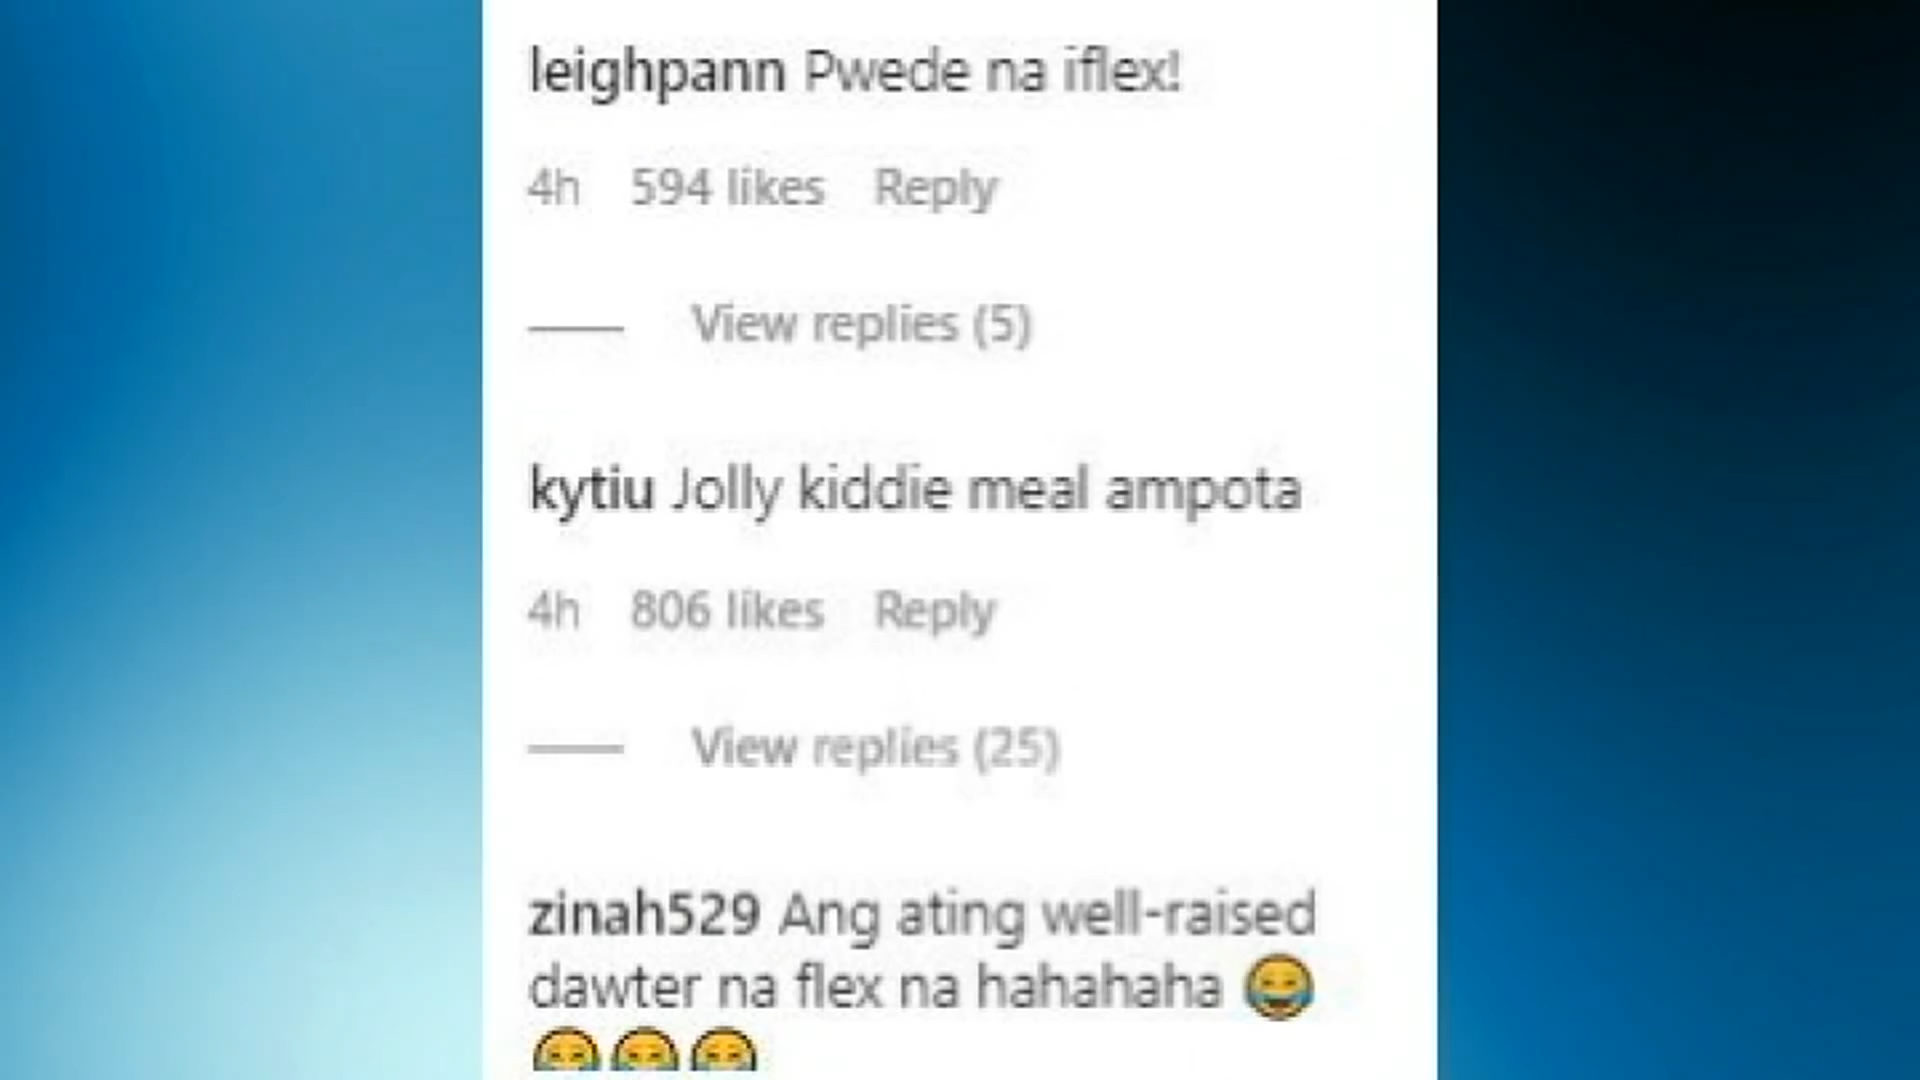 leighpann Pwede na iflex!
4h 594 likes Reply
View replies (5)
kytiu Jolly kiddie meal ampota
4h 806 likes Reply
View replies (25)
zinah529 Ang ating well-raised
dawter na flex na hahahaha 😂
😂😂😂